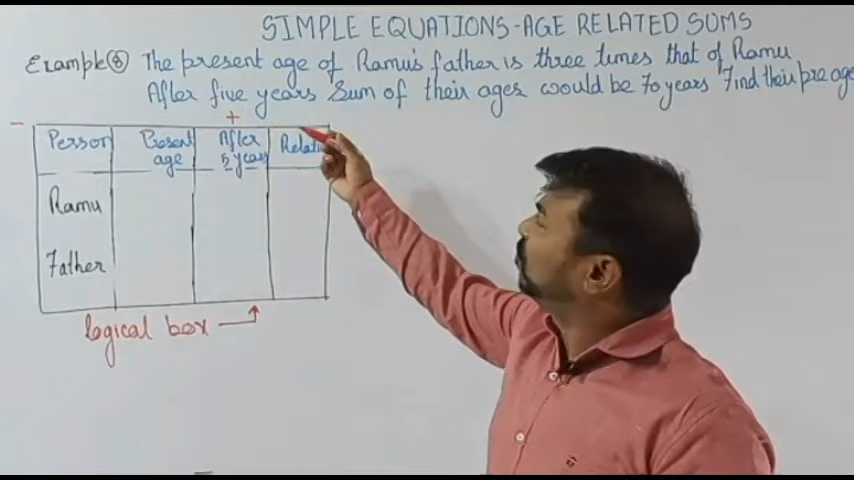 SIMPLE EQUATIONS - AGE RELATED SUMS
Example ⑧ The present age of Ramu's father is three times that of Ramu
After five years Sum of their ages would be 70 years Find their pre age
- +
Person Present After
age 5 years
Ramu
Father
logical box